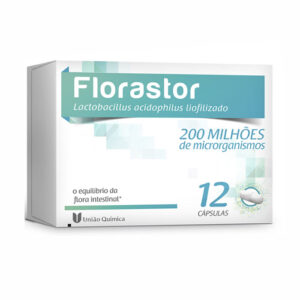 Florastor
Lactobacillus acidophilus liofilizado
200 MILHÕES
de microrganismos
o equilíbrio da
flora intestinal*
12
CÁPSULAS
União Química